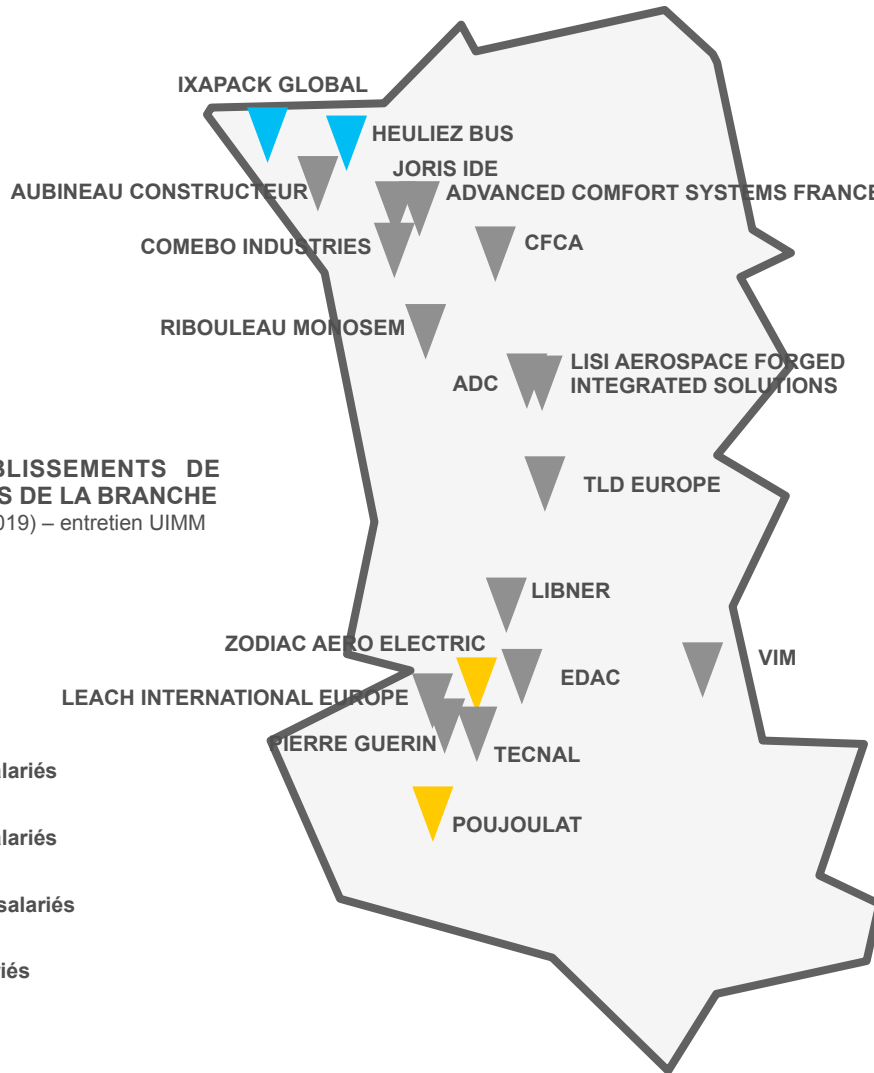 IXAPACK GLOBAL
HEULIEZ BUS
JORIS IDE
AUBINEAU CONSTRUCTEUR
ADVANCED COMFORT SYSTEMS FRANCE
COMEBO INDUSTRIES
CFCA
RIBOULEAU MONOSEM
LISI AEROSPACE FORGED
INTEGRATED SOLUTIONS
ADC
BLISSEMENTS DE
S DE LA BRANCHE
019) – entretien UIMM
TLD EUROPE
LIBNER
ZODIAC AERO ELECTRIC
VIM
EDAC
LEACH INTERNATIONAL EUROPE
PIERRE GUERIN
TECNAL
alariés
POUJOULAT
alariés
salariés
riés